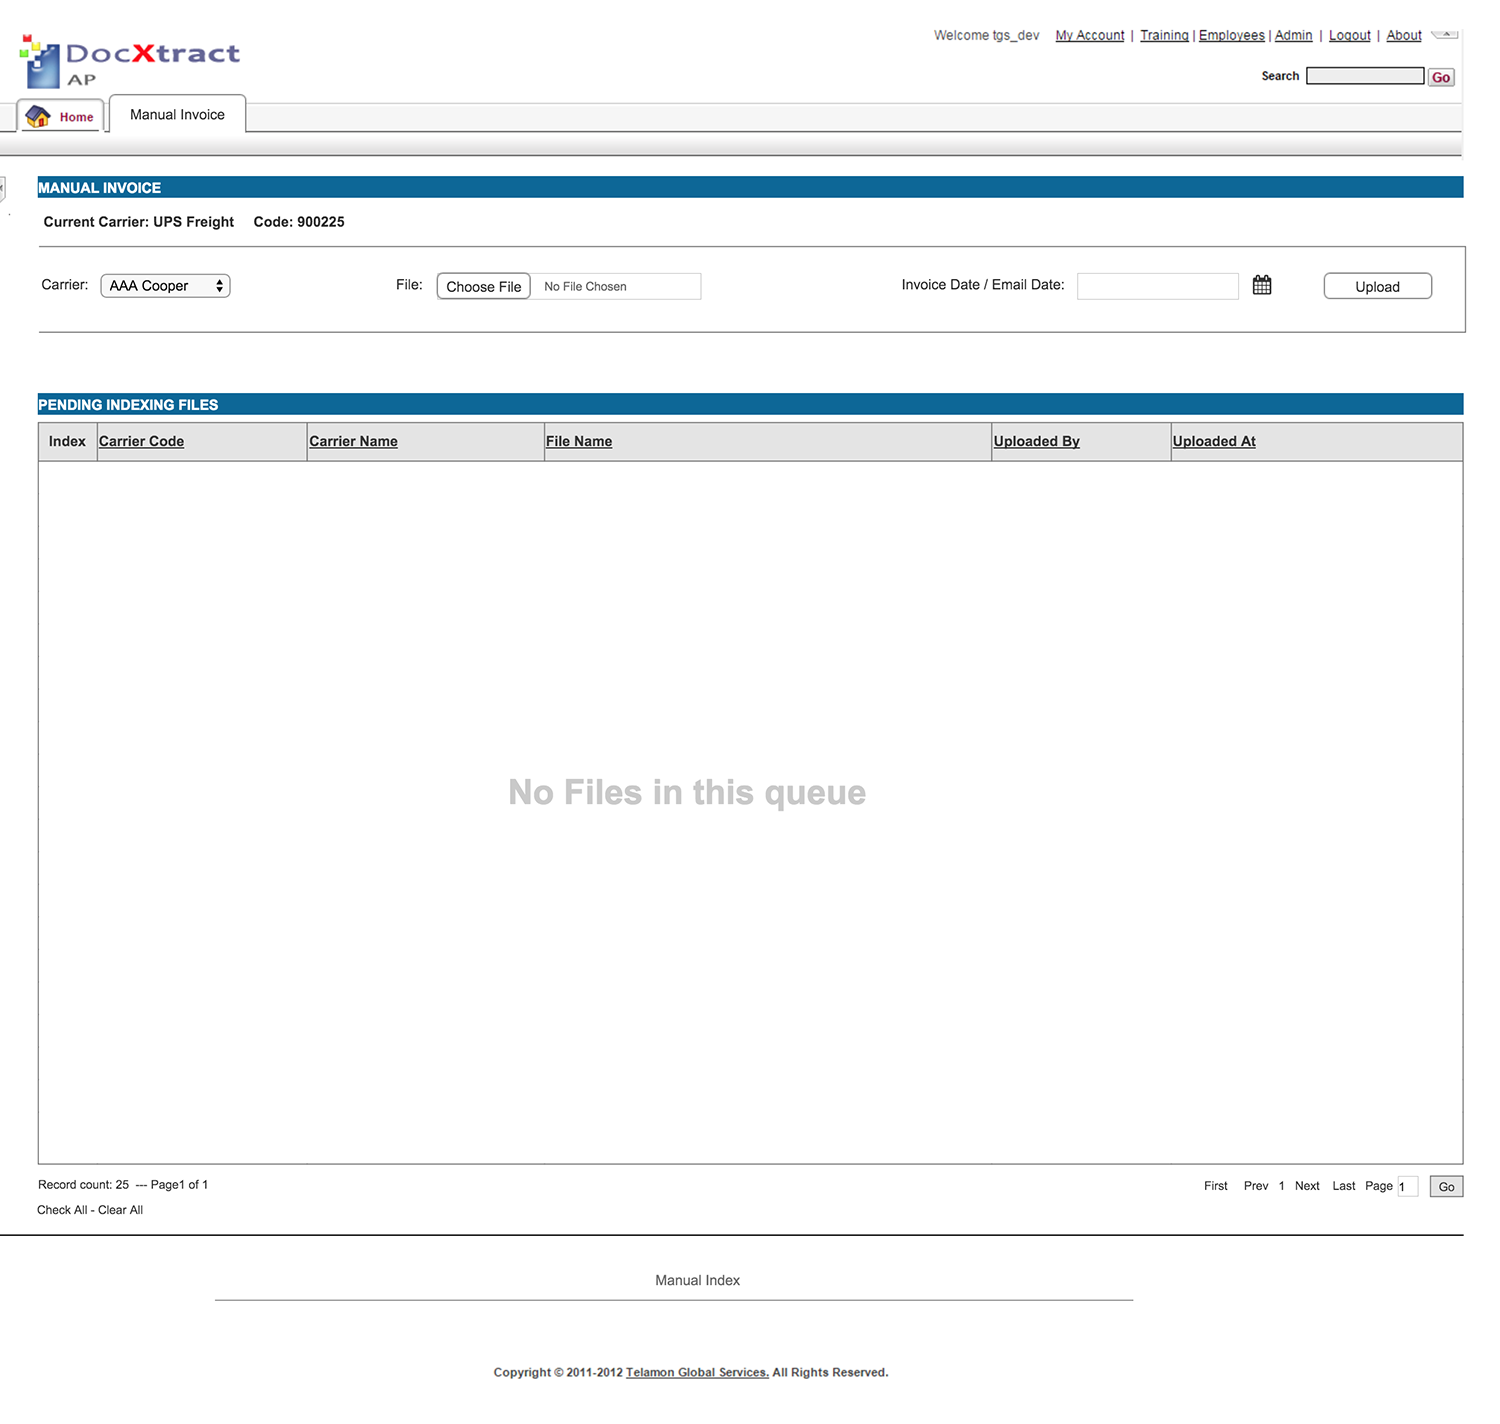 DocXtract
AP
Welcome tgs_dev My Account | Training | Employees | Admin | Logout | About
Search Go
Home Manual Invoice
MANUAL INVOICE
Current Carrier: UPS Freight Code: 900225
Carrier: AAA Cooper File: Choose File No File Chosen Invoice Date / Email Date: Upload
PENDING INDEXING FILES
Index Carrier Code Carrier Name File Name Uploaded By Uploaded At
No Files in this queue
Record count: 25 --- Page1 of 1
First Prev 1 Next Last Page 1 Go
Check All - Clear All
Manual Index
Copyright © 2011-2012 Telamon Global Services. All Rights Reserved.